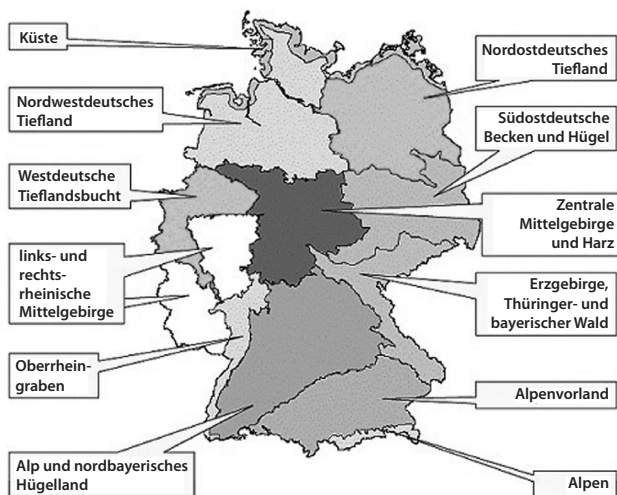 Küste
Nordwestdeutsches
Tiefland
Westdeutsche
Tieflandsbucht
links- und
rechts-
rheinische
Mittelgebirge
Oberrhein-
graben
Alp und nordbayerisches
Hügelland
Nordostdeutsches
Tiefland
Südostdeutsche
Becken und Hügel
Zentrale
Mittelgebirge
und Harz
Erzgebirge,
Thüringer- und
bayerischer Wald
Alpenvorland
Alpen